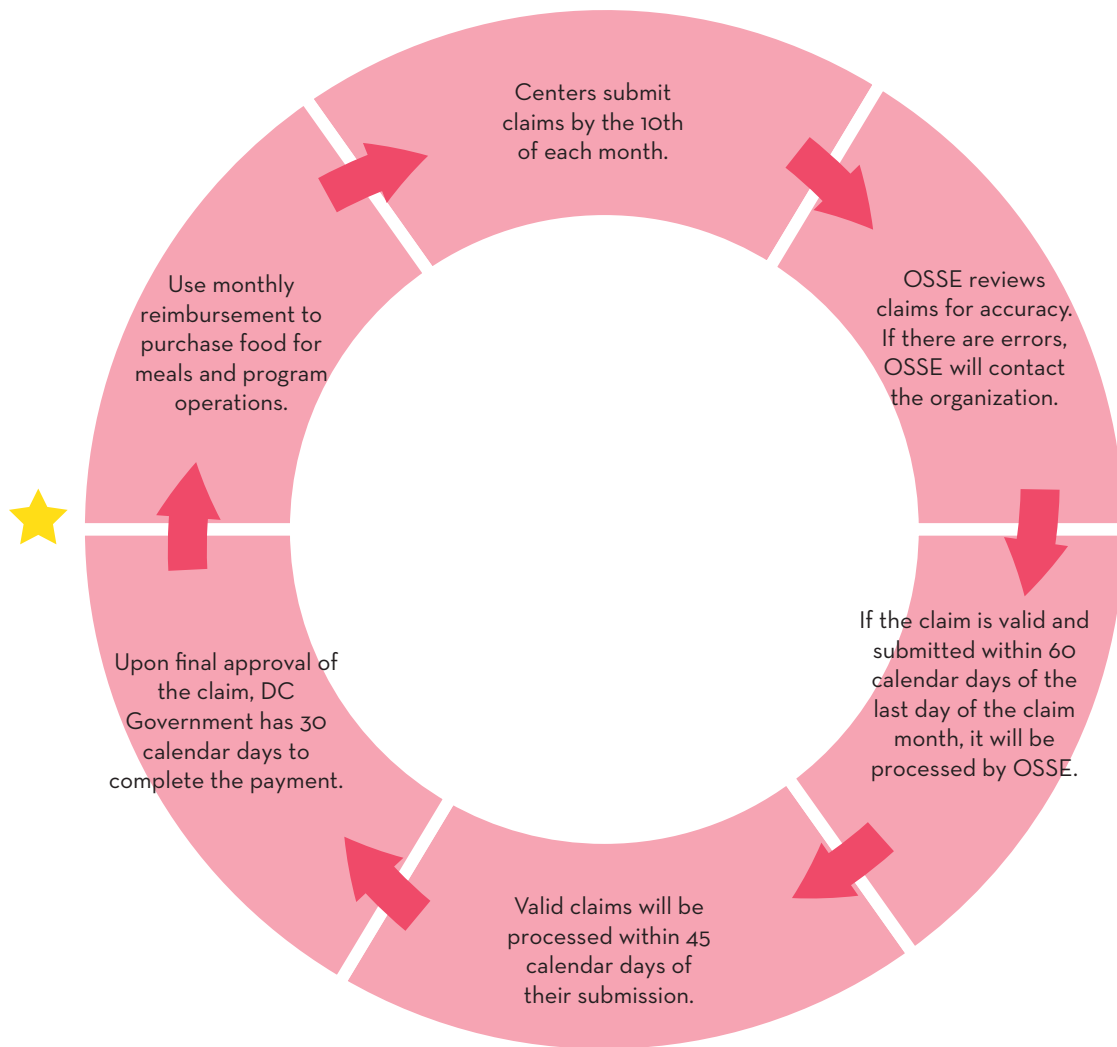 Centers submit
claims by the 10th
of each month.
OSSE reviews
claims for accuracy.
If there are errors,
OSSE will contact
the organization.
If the claim is valid and
submitted within 60
calendar days of the
last day of the claim
month, it will be
processed by OSSE.
Valid claims will be
processed within 45
calendar days of
their submission.
Upon final approval of
the claim, DC
Government has 30
calendar days to
complete the payment.
Use monthly
reimbursement to
purchase food for
meals and program
operations.